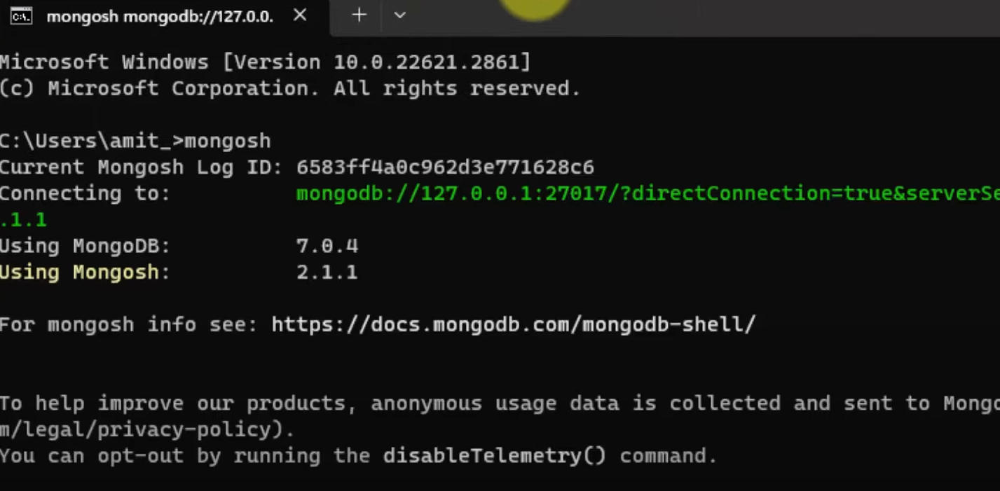 mongosh mongodb://127.0.0.
Microsoft Windows [Version 10.0.22621.2861]
(c) Microsoft Corporation. All rights reserved.
C:\Users\amit_>mongosh
Current Mongosh Log ID: 6583ff4a0c962d3e771628c6
Connecting to: mongodb://127.0.0.1:27017/?directConnection=true&serverSe
.1.1
Using MongoDB: 7.0.4
Using Mongosh: 2.1.1
For mongosh info see: https://docs.mongodb.com/mongodb-shell/
To help improve our products, anonymous usage data is collected and sent to Mongo
m/legal/privacy-policy).
You can opt-out by running the disableTelemetry() command.